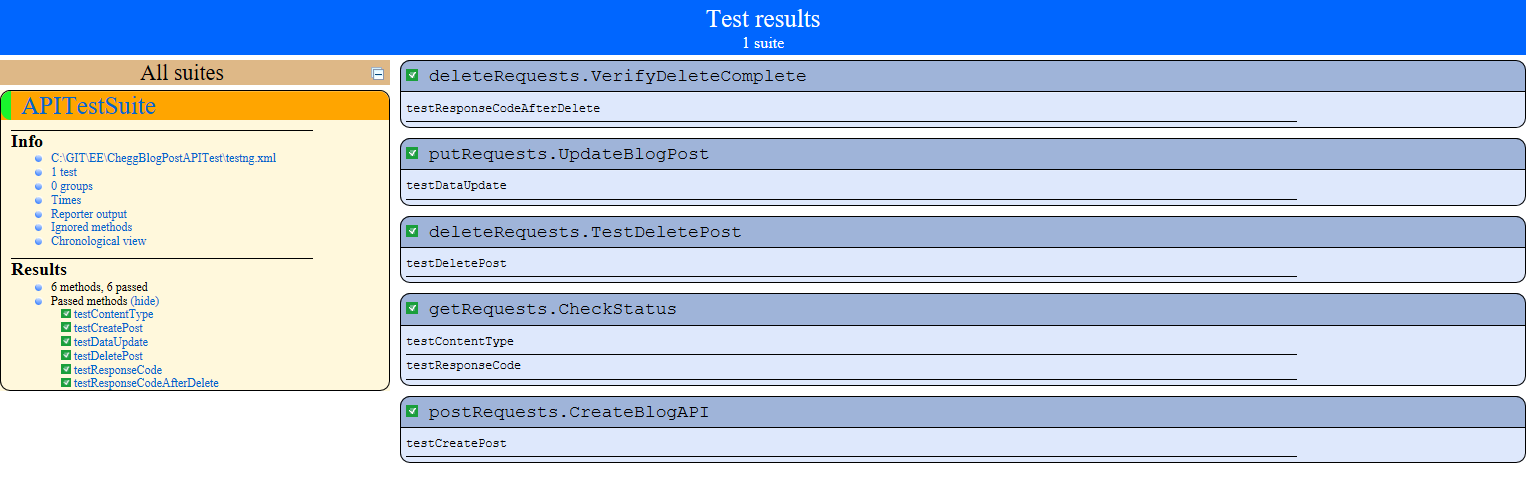 Test results
1 suite
All suites
APITestSuite
Info
C:\GIT\EE\CheggBlogPostAPITest\testng.xml
1 test
0 groups
Times
Reporter output
Ignored methods
Chronological view
Results
6 methods, 6 passed
Passed methods (hide)
testContentType
testCreatePost
testDataUpdate
testDeletePost
testResponseCode
testResponseCodeAfterDelete
deleteRequests.VerifyDeleteComplete
testResponseCodeAfterDelete
putRequests.UpdateBlogPost
testDataUpdate
deleteRequests.TestDeletePost
testDeletePost
getRequests.CheckStatus
testContentType
testResponseCode
postRequests.CreateBlogAPI
testCreatePost